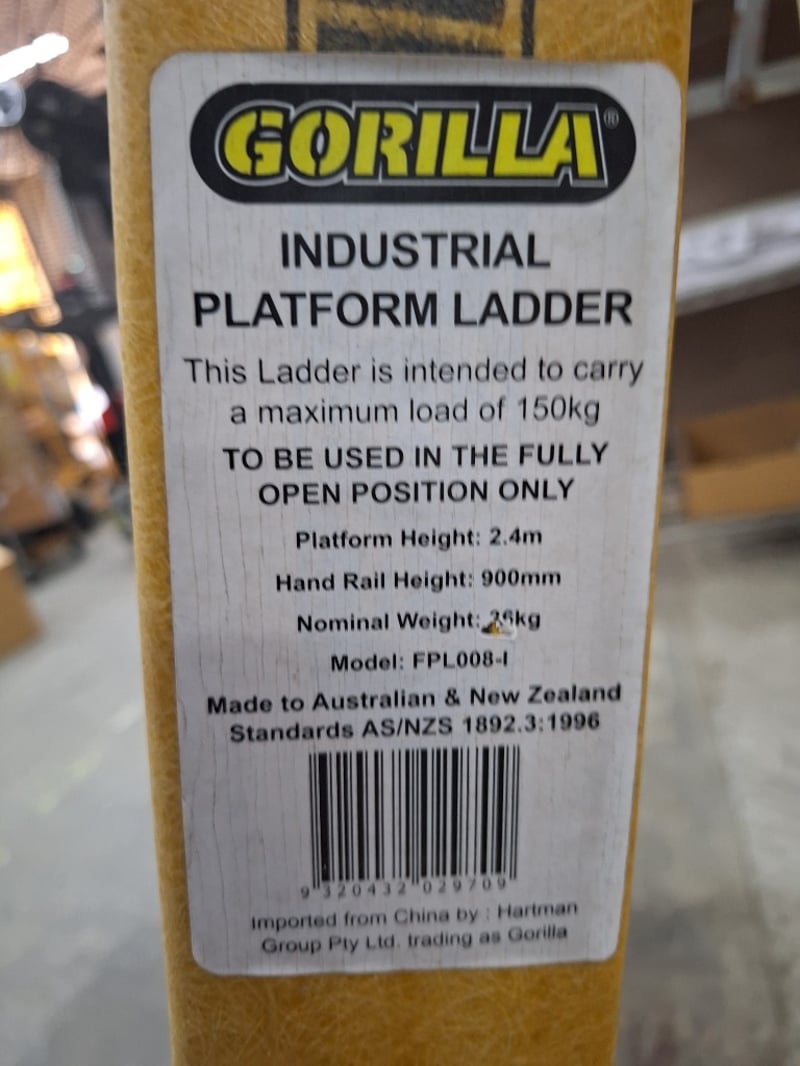 GORILLA®
INDUSTRIAL
PLATFORM LADDER
This Ladder is intended to carry
a maximum load of 150kg
TO BE USED IN THE FULLY
OPEN POSITION ONLY
Platform Height: 2.4m
Hand Rail Height: 900mm
Nominal Weight:
Model: FPL008-I
Made to Australian & New Zealand
Standards AS/NZS 1892.3:1996
9 320432 029709
Imported from China by : Hartman
Group Pty Ltd. trading as Gorilla